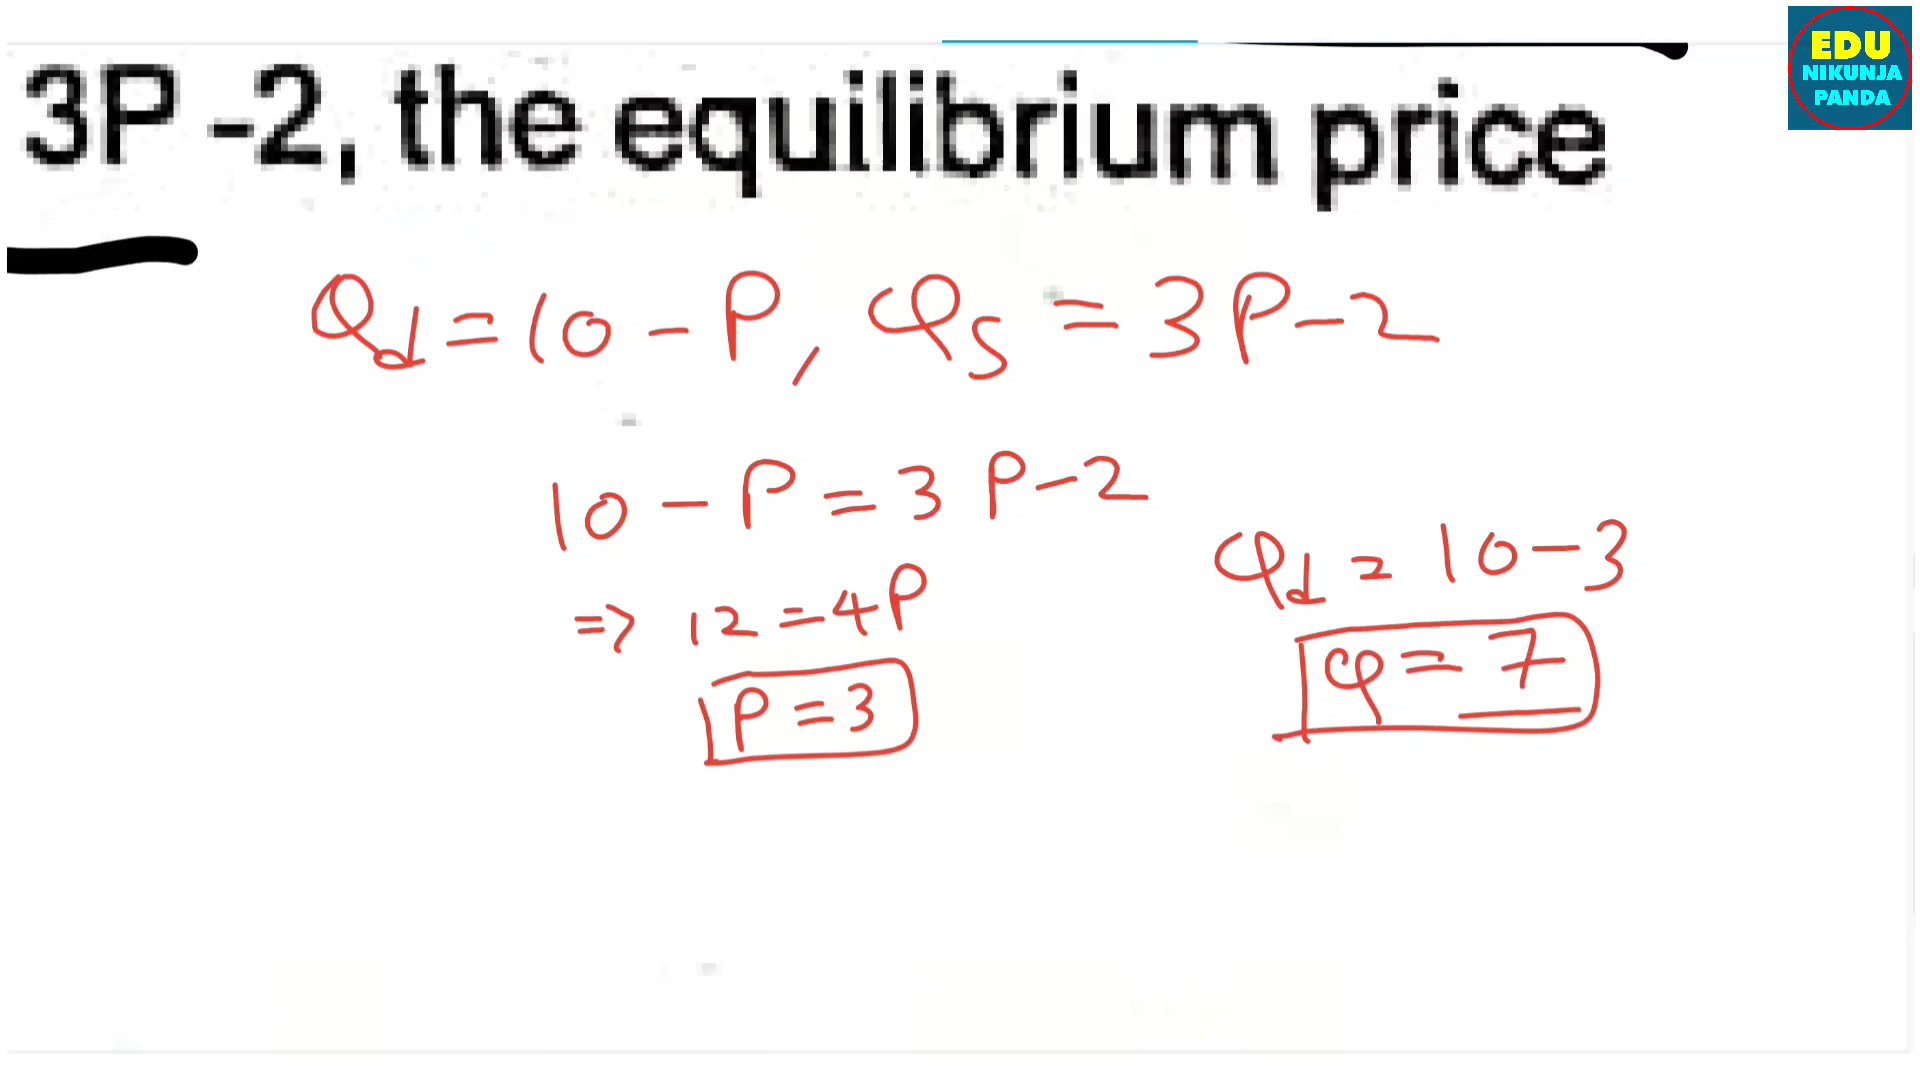 EDU
NIKUNJA
PANDA
3P -2, the equilibrium price
Qd = 10 - P, Qs = 3P - 2
10 - P = 3P - 2
⇒ 12 = 4P
P = 3
Qd = 10 - 3
Q = 7